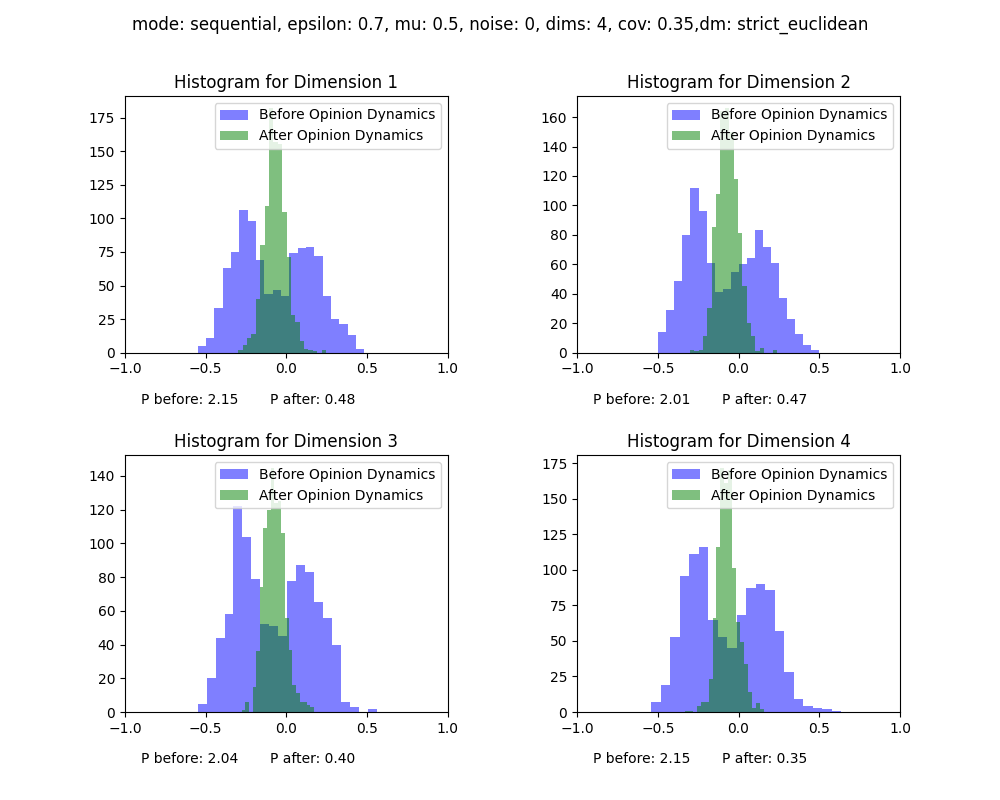 mode: sequential, epsilon: 0.7, mu: 0.5, noise: 0, dims: 4, cov: 0.35,dm: strict_euclidean
Histogram for Dimension 1
Before Opinion Dynamics
After Opinion Dynamics
175
150
125
100
75
50
25
0
−1.0 −0.5 0.0 0.5 1.0
P before: 2.15 P after: 0.48
Histogram for Dimension 2
Before Opinion Dynamics
After Opinion Dynamics
160
140
120
100
80
60
40
20
0
−1.0 −0.5 0.0 0.5 1.0
P before: 2.01 P after: 0.47
Histogram for Dimension 3
Before Opinion Dynamics
After Opinion Dynamics
140
120
100
80
60
40
20
0
−1.0 −0.5 0.0 0.5 1.0
P before: 2.04 P after: 0.40
Histogram for Dimension 4
Before Opinion Dynamics
After Opinion Dynamics
175
150
125
100
75
50
25
0
−1.0 −0.5 0.0 0.5 1.0
P before: 2.15 P after: 0.35